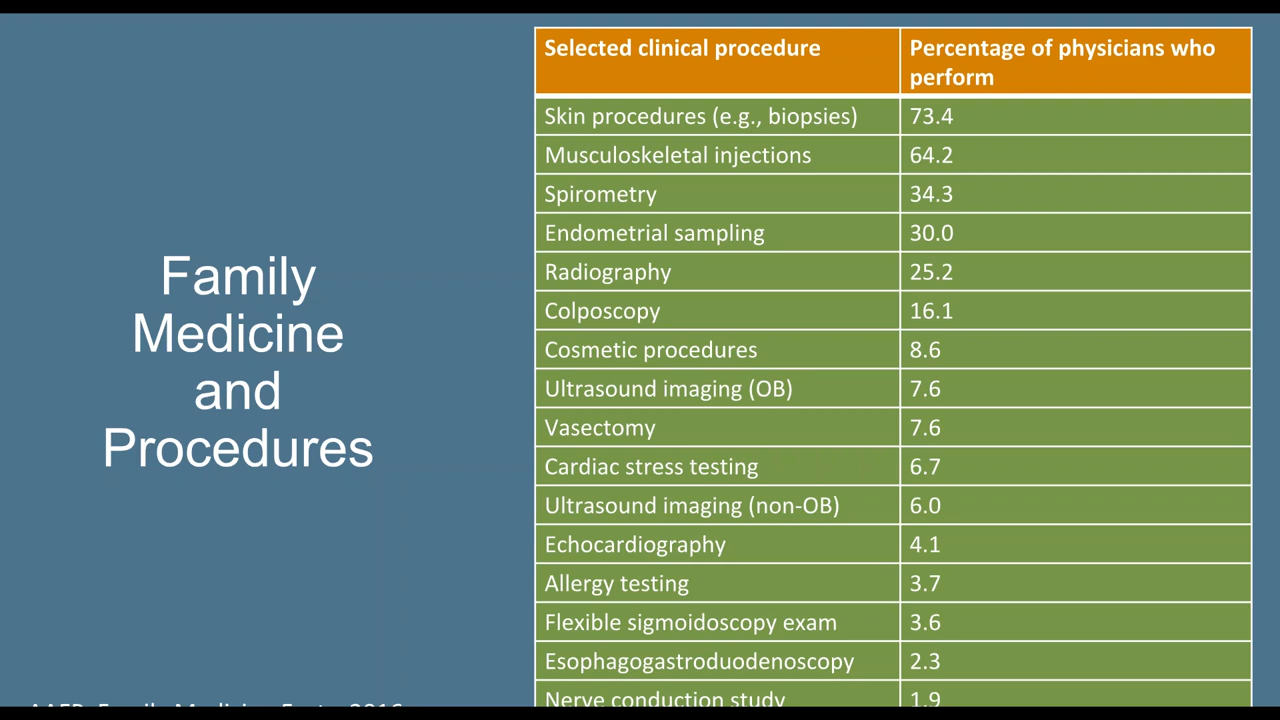 Family
Medicine
and
Procedures
Selected clinical procedure | Percentage of physicians who
perform
Skin procedures (e.g., biopsies) | 73.4
Musculoskeletal injections | 64.2
Spirometry | 34.3
Endometrial sampling | 30.0
Radiography | 25.2
Colposcopy | 16.1
Cosmetic procedures | 8.6
Ultrasound imaging (OB) | 7.6
Vasectomy | 7.6
Cardiac stress testing | 6.7
Ultrasound imaging (non-OB) | 6.0
Echocardiography | 4.1
Allergy testing | 3.7
Flexible sigmoidoscopy exam | 3.6
Esophagogastroduodenoscopy | 2.3
Nerve conduction study | 1.9
Family Medicine Facts 2016